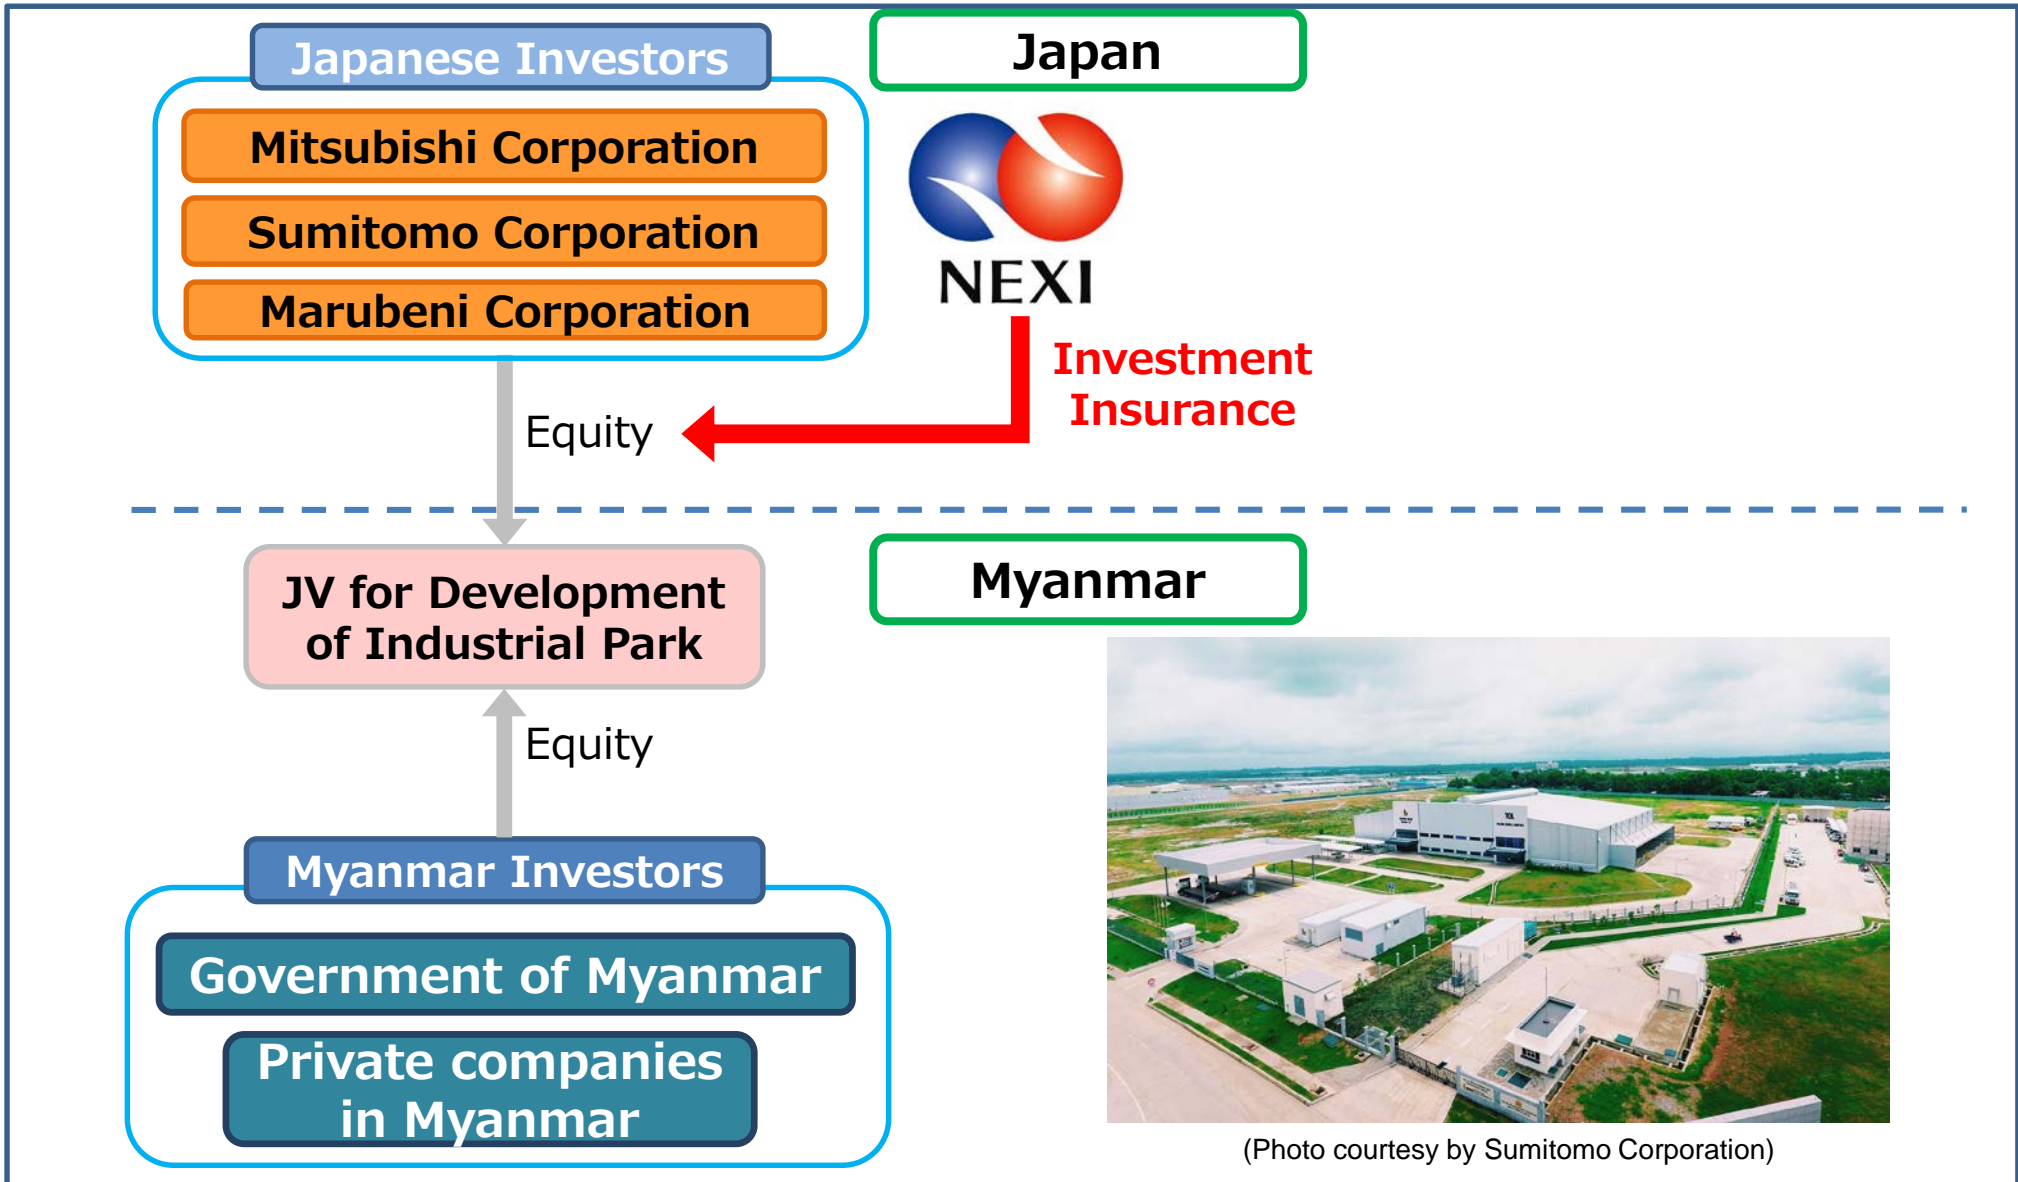 Japanese Investors
Japan
Mitsubishi Corporation
Sumitomo Corporation
Marubeni Corporation
NEXI
Investment
Insurance
Equity
JV for Development
of Industrial Park
Myanmar
Equity
Myanmar Investors
Government of Myanmar
Private companies
in Myanmar
(Photo courtesy by Sumitomo Corporation)